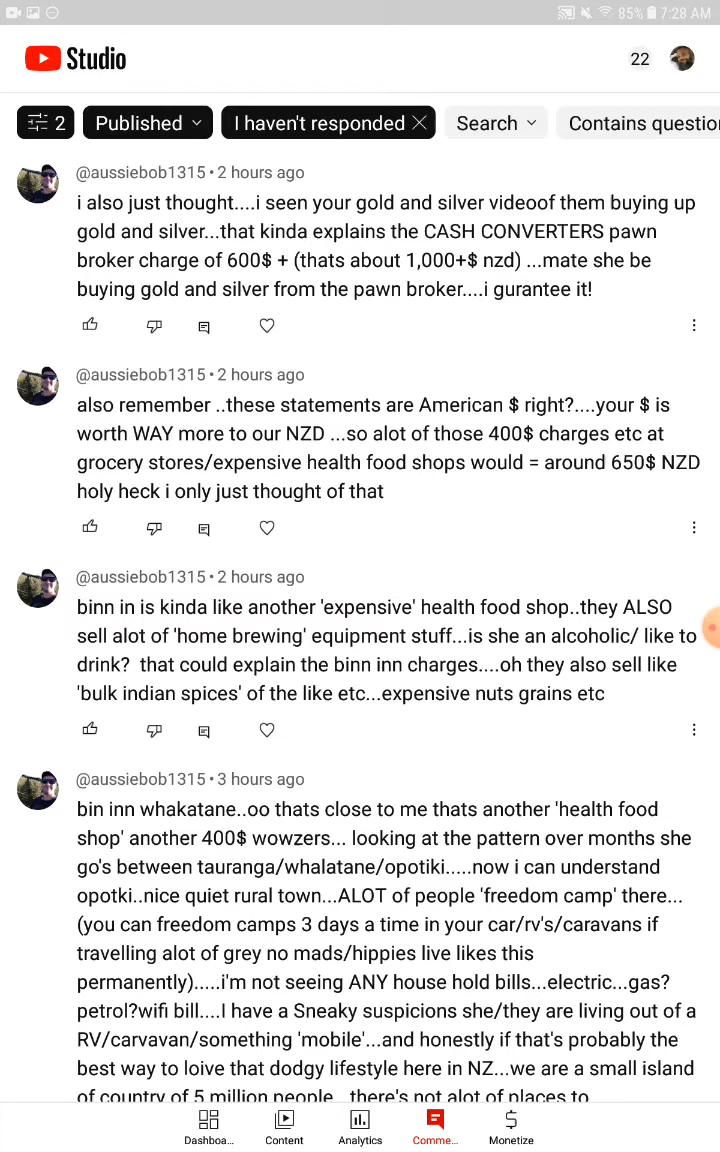 85% 7:28 AM
Studio
22
2 Published I haven't responded Search Contains question
@aussiebob1315 • 2 hours ago
i also just thought....i seen your gold and silver videoof them buying up
gold and silver...that kinda explains the CASH CONVERTERS pawn
broker charge of 600$ + (thats about 1,000+$ nzd) ...mate she be
buying gold and silver from the pawn broker....i gurantee it!
@aussiebob1315 • 2 hours ago
also remember ..these statements are American $ right?....your $ is
worth WAY more to our NZD ...so alot of those 400$ charges etc at
grocery stores/expensive health food shops would = around 650$ NZD
holy heck i only just thought of that
@aussiebob1315 • 2 hours ago
binn in is kinda like another 'expensive' health food shop..they ALSO
sell alot of 'home brewing' equipment stuff...is she an alcoholic/ like to
drink? that could explain the binn inn charges....oh they also sell like
'bulk indian spices' of the like etc...expensive nuts grains etc
@aussiebob1315 • 3 hours ago
bin inn whakatane..oo thats close to me thats another 'health food
shop' another 400$ wowzers... looking at the pattern over months she
go's between tauranga/whalatane/opotiki.....now i can understand
opotki..nice quiet rural town...ALOT of people 'freedom camp' there...
(you can freedom camps 3 days a time in your car/rv's/caravans if
travelling alot of grey no mads/hippies live likes this
permanently).....i'm not seeing ANY house hold bills...electric...gas?
petrol?wifi bill....I have a Sneaky suspicions she/they are living out of a
RV/carvavan/something 'mobile'...and honestly if that's probably the
best way to loive that dodgy lifestyle here in NZ...we are a small island
of country of 5 million people...there's not alot of places to
Dashboa... Content Analytics Comme... Monetize